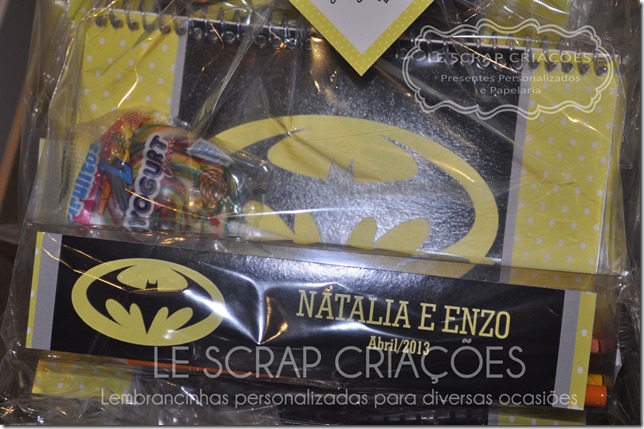 LE SCRAP CRIAÇÕES
Presentes Personalizados
e Papelaria
YOGURT
NATALIA E ENZO
Abril/2013
LE' SCRAP CRIAÇÕES
Lembrancinhas personalizadas para diversas ocasiões